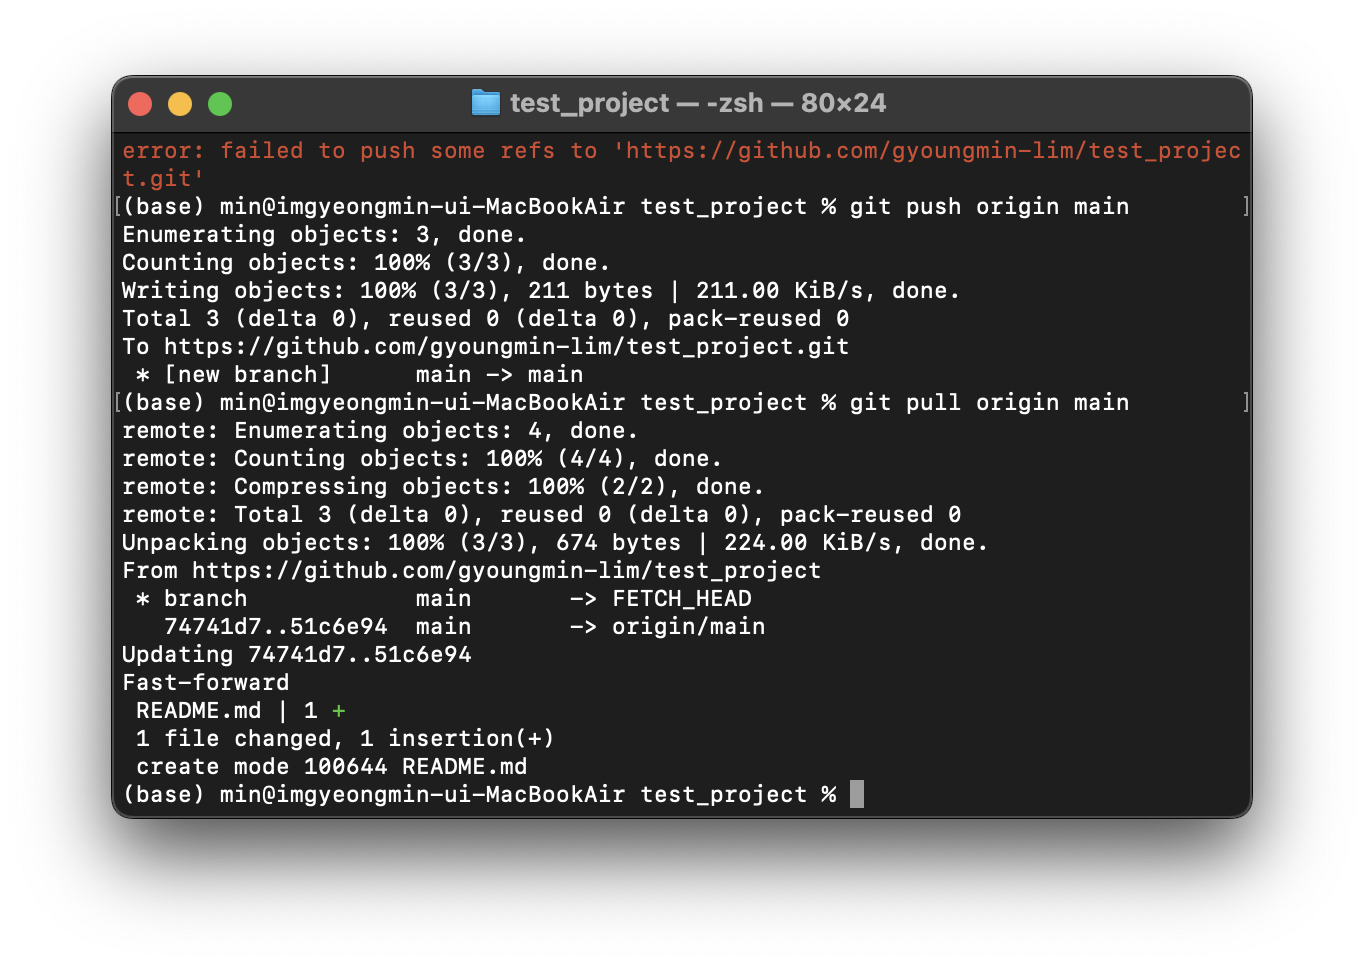 test_project — -zsh — 80×24
error: failed to push some refs to 'https://github.com/gyoungmin-lim/test_projec
t.git'
[(base) min@imgyeongmin-ui-MacBookAir test_project % git push origin main ]
Enumerating objects: 3, done.
Counting objects: 100% (3/3), done.
Writing objects: 100% (3/3), 211 bytes | 211.00 KiB/s, done.
Total 3 (delta 0), reused 0 (delta 0), pack-reused 0
To https://github.com/gyoungmin-lim/test_project.git
 * [new branch]      main -> main
[(base) min@imgyeongmin-ui-MacBookAir test_project % git pull origin main ]
remote: Enumerating objects: 4, done.
remote: Counting objects: 100% (4/4), done.
remote: Compressing objects: 100% (2/2), done.
remote: Total 3 (delta 0), reused 0 (delta 0), pack-reused 0
Unpacking objects: 100% (3/3), 674 bytes | 224.00 KiB/s, done.
From https://github.com/gyoungmin-lim/test_project
 * branch            main       -> FETCH_HEAD
   74741d7..51c6e94  main       -> origin/main
Updating 74741d7..51c6e94
Fast-forward
 README.md | 1 +
 1 file changed, 1 insertion(+)
 create mode 100644 README.md
(base) min@imgyeongmin-ui-MacBookAir test_project %